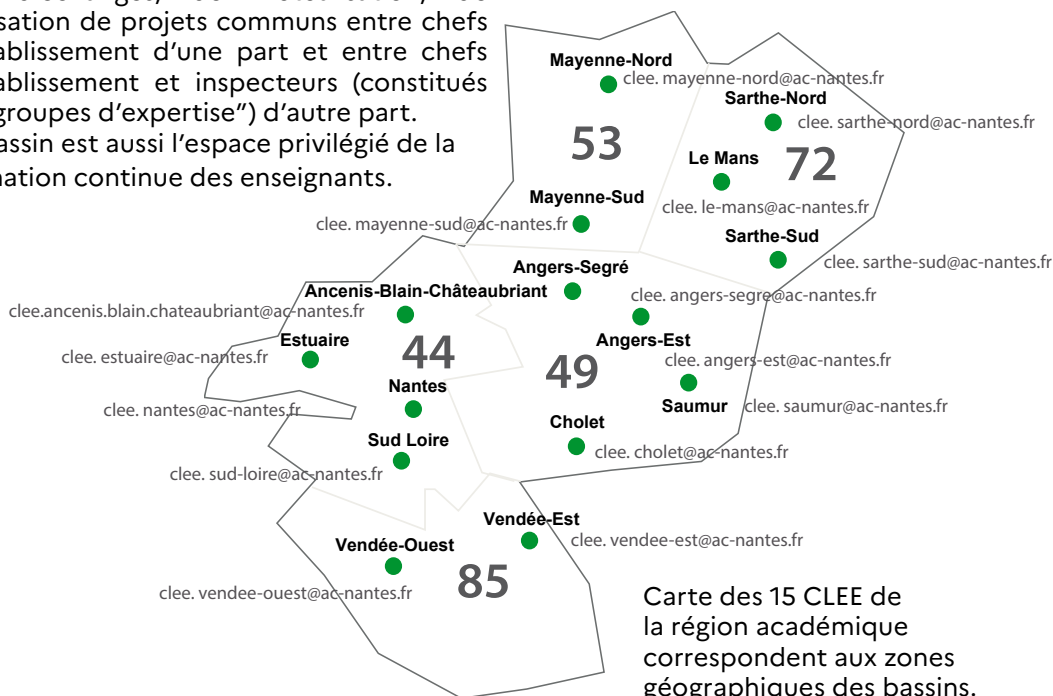 sation de projets communs entre chefs
ablissement d'une part et entre chefs
ablissement et inspecteurs (constitués
groupes d'expertise") d'autre part.
assin est aussi l'espace privilégié de la
nation continue des enseignants.
Mayenne-Nord
clee. mayenne-nord@ac-nantes.fr
Sarthe-Nord
clee. sarthe-nord@ac-nantes.fr
53
Le Mans
72
clee. le-mans@ac-nantes.fr
Mayenne-Sud
clee. mayenne-sud@ac-nantes.fr
Sarthe-Sud
clee. sarthe-sud@ac-nantes.fr
Angers-Segré
clee. angers-segre@ac-nantes.fr
Ancenis-Blain-Châteaubriant
clee.ancenis.blain.chateaubriant@ac-nantes.fr
Estuaire
clee. estuaire@ac-nantes.fr
44
Angers-Est
clee. angers-est@ac-nantes.fr
49
Nantes
clee. nantes@ac-nantes.fr
Saumur
clee. saumur@ac-nantes.fr
Cholet
clee. cholet@ac-nantes.fr
Sud Loire
clee. sud-loire@ac-nantes.fr
Vendée-Est
clee. vendee-est@ac-nantes.fr
Vendée-Ouest
85
clee. vendee-ouest@ac-nantes.fr
Carte des 15 CLEE de
la région académique
correspondent aux zones
géographiques des bassins.